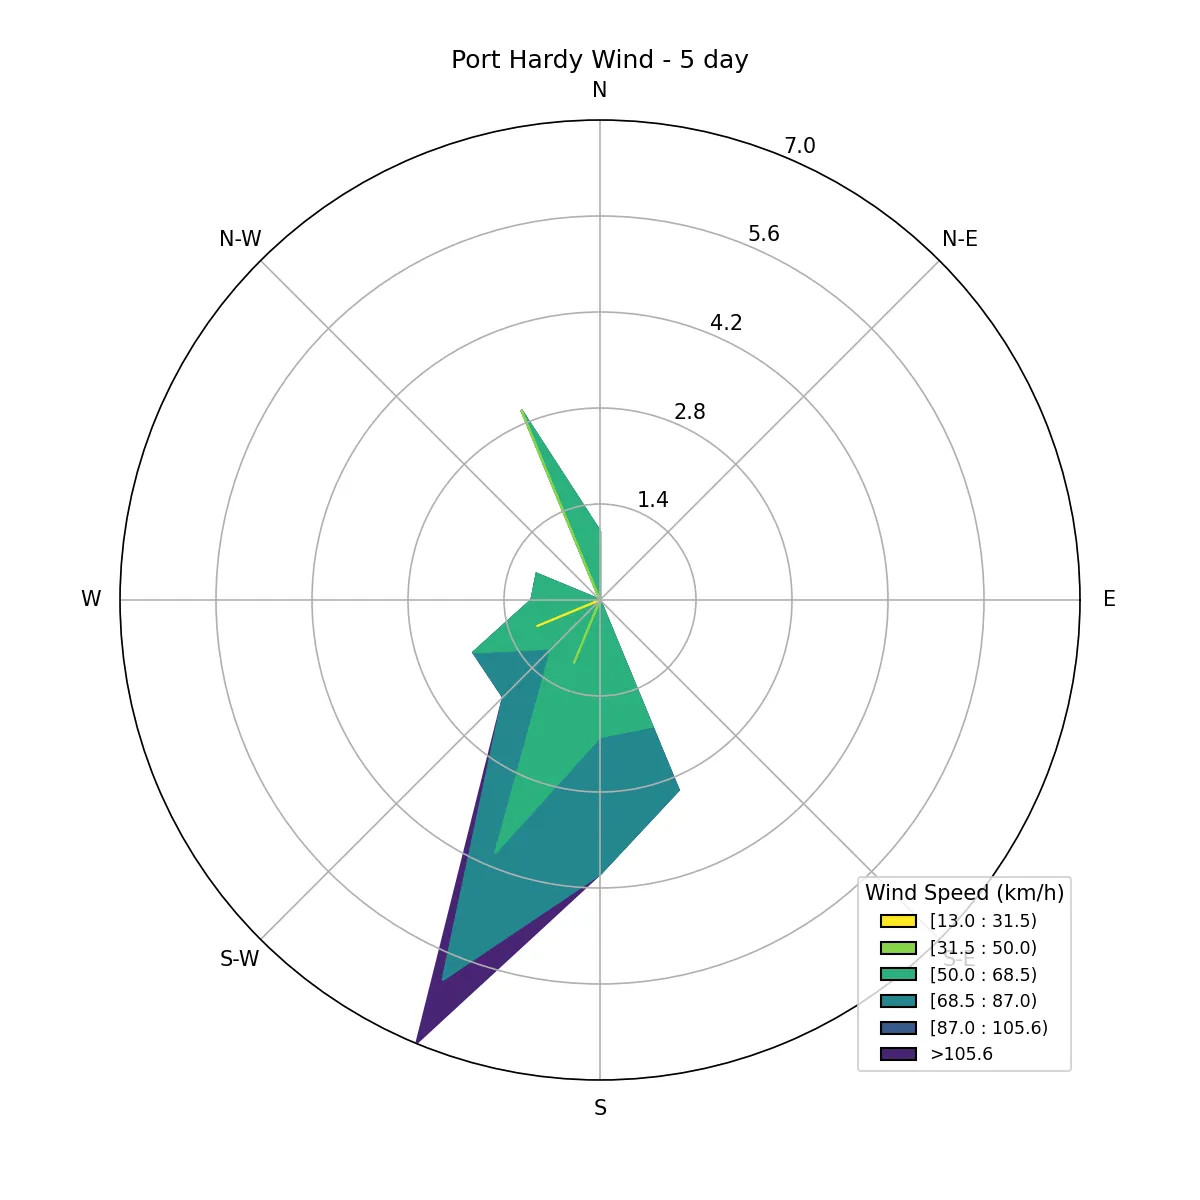 Port Hardy Wind - 5 day
N
7.0
5.6
N-W
N-E
4.2
2.8
1.4
W
E
S-W
S-E
S
Wind Speed (km/h)
[13.0 : 31.5)
[31.5 : 50.0)
[50.0 : 68.5)
[68.5 : 87.0)
[87.0 : 105.6)
>105.6